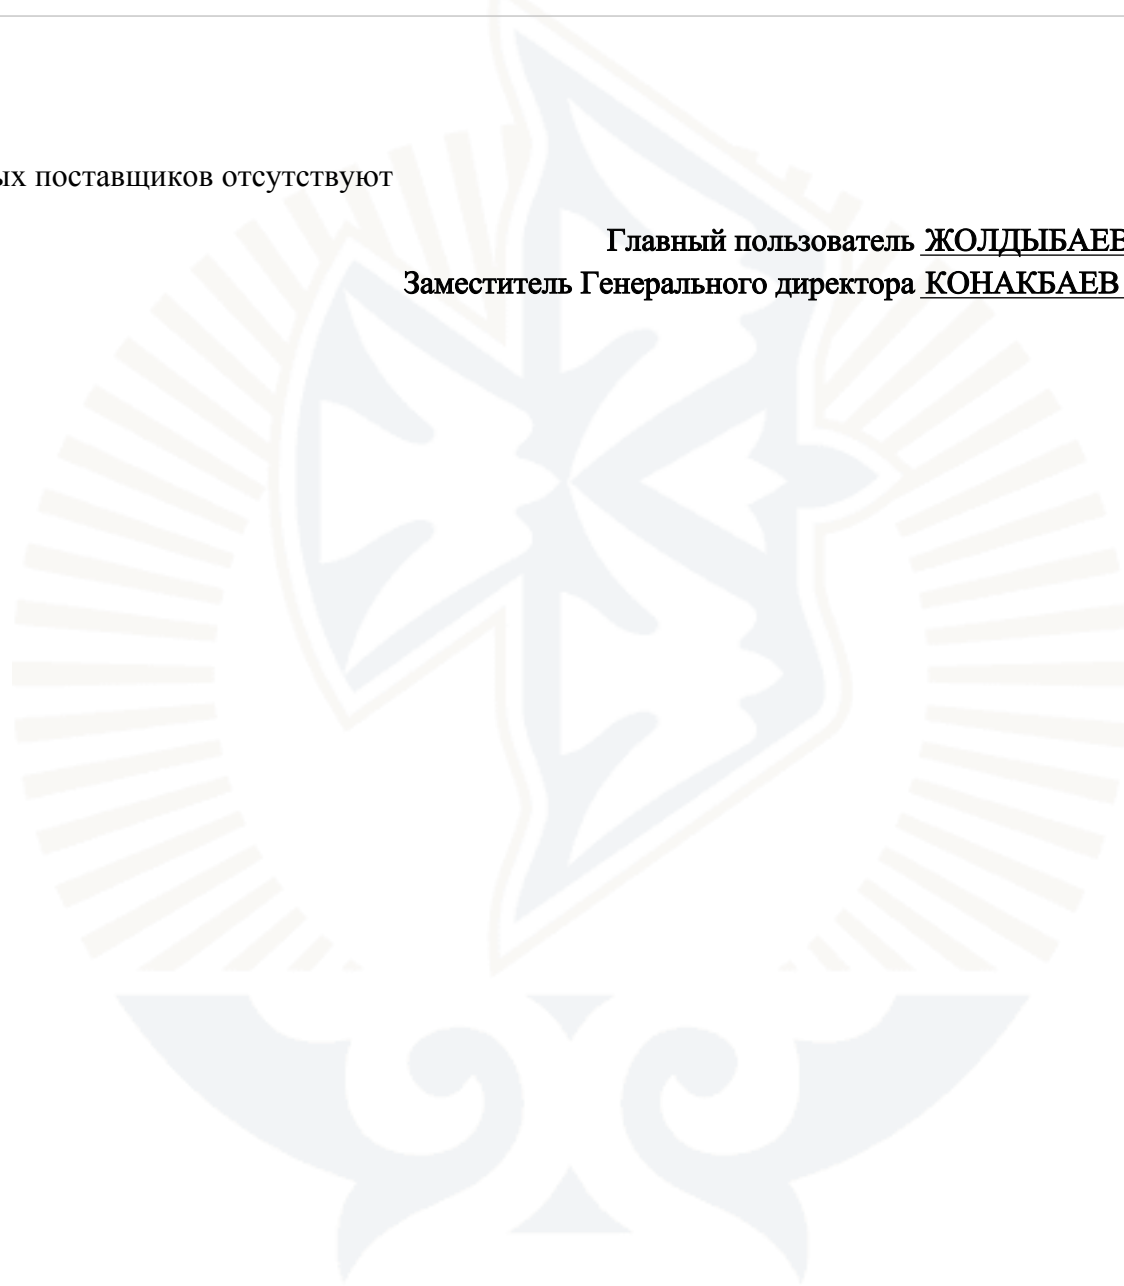 ых поставщиков отсутствуют
Главный пользователь ЖОЛДЫБАЕВ
Заместитель Генерального директора КОНАКБАЕВ